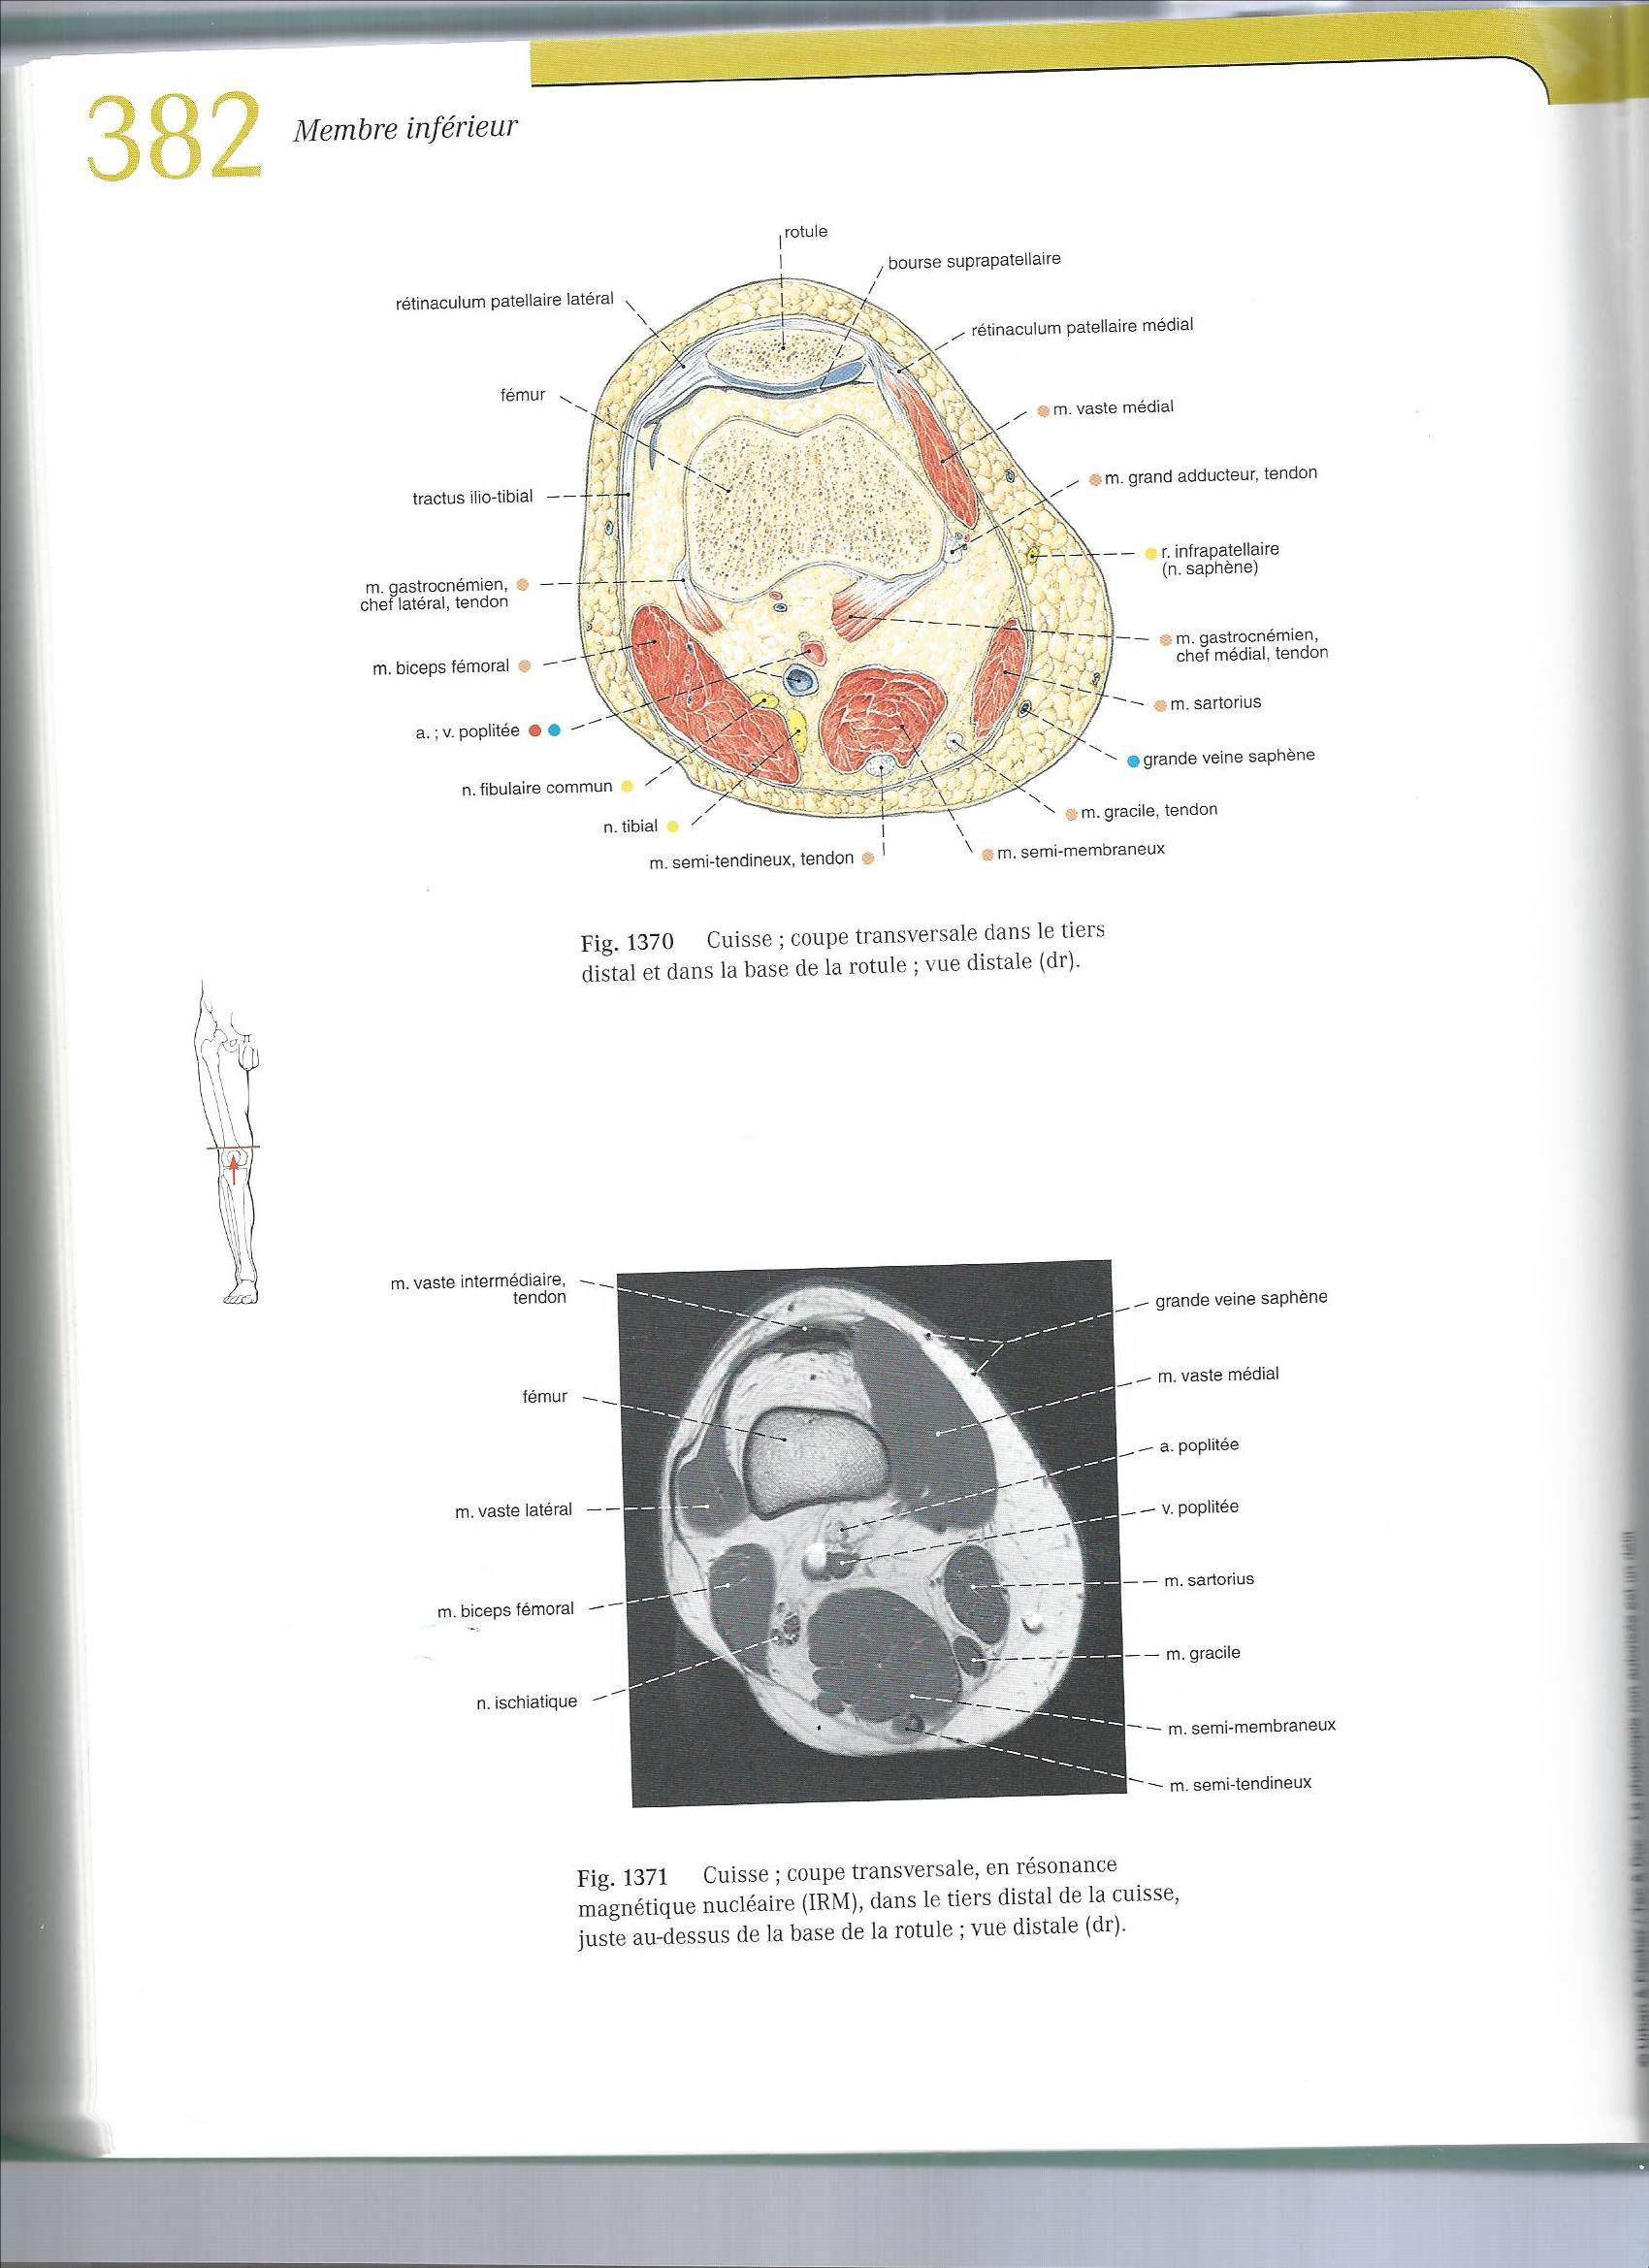 382
Membre inférieur
rotule
bourse suprapatellaire
rétinaculum patellaire latéral
rétinaculum patellaire médial
fémur
m. vaste médial
m. grand adducteur, tendon
tractus ilio-tibial
r. infrapatellaire
(n. saphène)
m. gastrocnémien,
chef latéral, tendon
m. gastrocnémien,
chef médial, tendon
m. biceps fémoral
m. sartorius
a. ; v. poplitée
grande veine saphène
n. fibulaire commun
m. gracile, tendon
n. tibial
m. semi-tendineux, tendon
m. semi-membraneux
Fig. 1370 Cuisse ; coupe transversale dans le tiers
distal et dans la base de la rotule ; vue distale (dr).
m. vaste intermédiaire,
tendon
grande veine saphène
fémur
m. vaste médial
a. poplitée
m. vaste latéral
v. poplitée
m. sartorius
m. biceps fémoral
m. gracile
n. ischiatique
m. semi-membraneux
m. semi-tendineux
Fig. 1371 Cuisse ; coupe transversale, en résonance
magnétique nucléaire (IRM), dans le tiers distal de la cuisse,
juste au-dessus de la base de la rotule ; vue distale (dr).